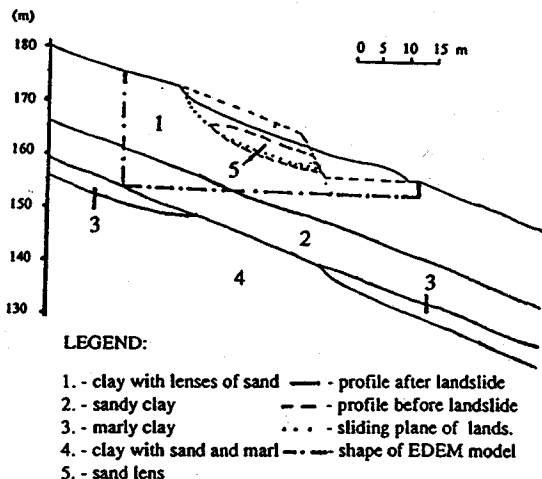 (m)
180
0 5 10 15 m
170
1
160
5
150
3
2
140
4
3
130
LEGEND:
1. - clay with lenses of sand — - profile after landslide
2. - sandy clay – – – - profile before landslide
3. - marly clay . . . - sliding plane of lands.
4. - clay with sand and marl –·–·– - shape of EDEM model
5. - sand lens